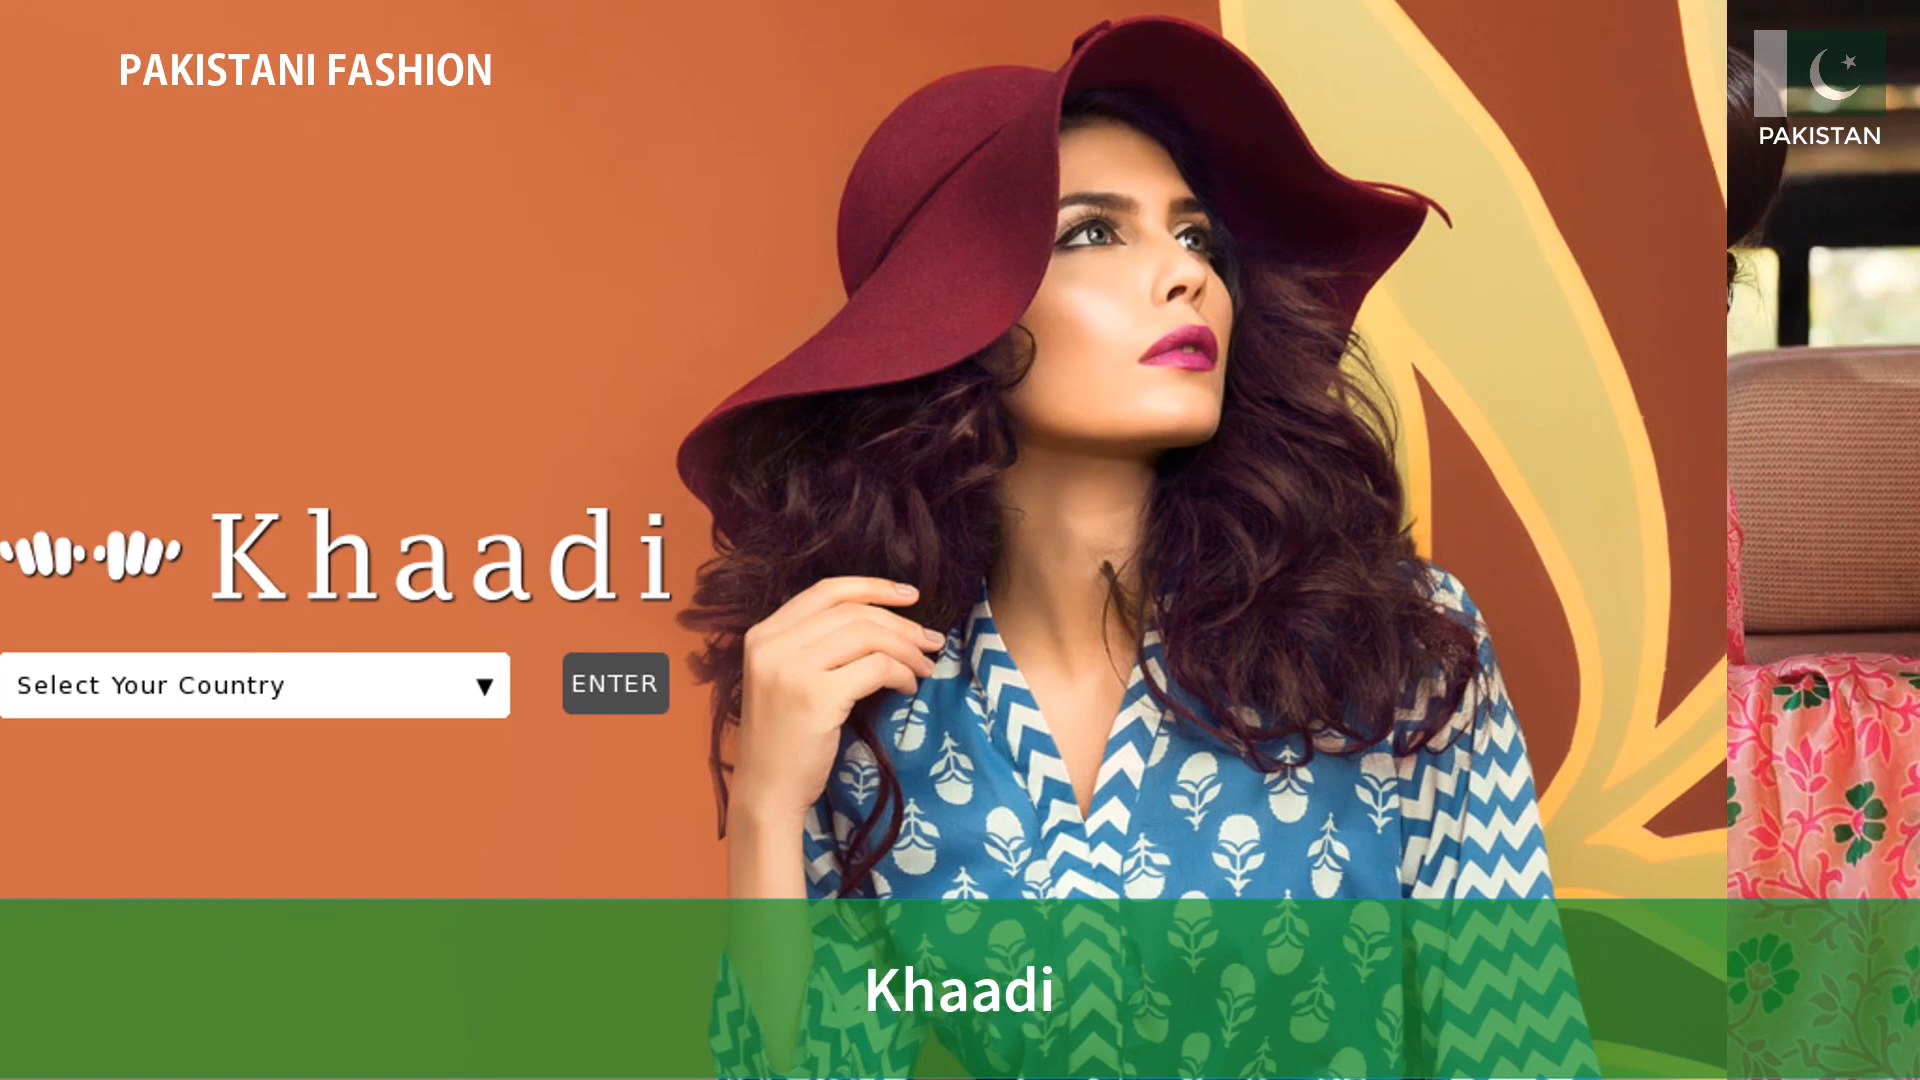 PAKISTANI FASHION
PAKISTAN
Khaadi
Select Your Country
ENTER
Khaadi